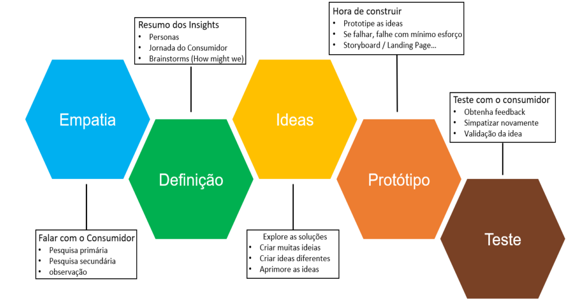 Empatia
Falar com o Consumidor
• Pesquisa primária
• Pesquisa secundária
• observação
Resumo dos Insights
• Personas
• Jornada do Consumidor
• Brainstorms (How might we)
Definição
Ideas
Explore as soluções
• Criar muitas ideias
• Criar ideas diferentes
• Aprimore as ideas
Hora de construir
• Prototipe as ideas
• Se falhar, falhe com mínimo esforço
• Storyboard / Landing Page...
Protótipo
Teste com o consumidor
• Obtenha feedback
• Simpatizar novamente
• Validação da idea
Teste